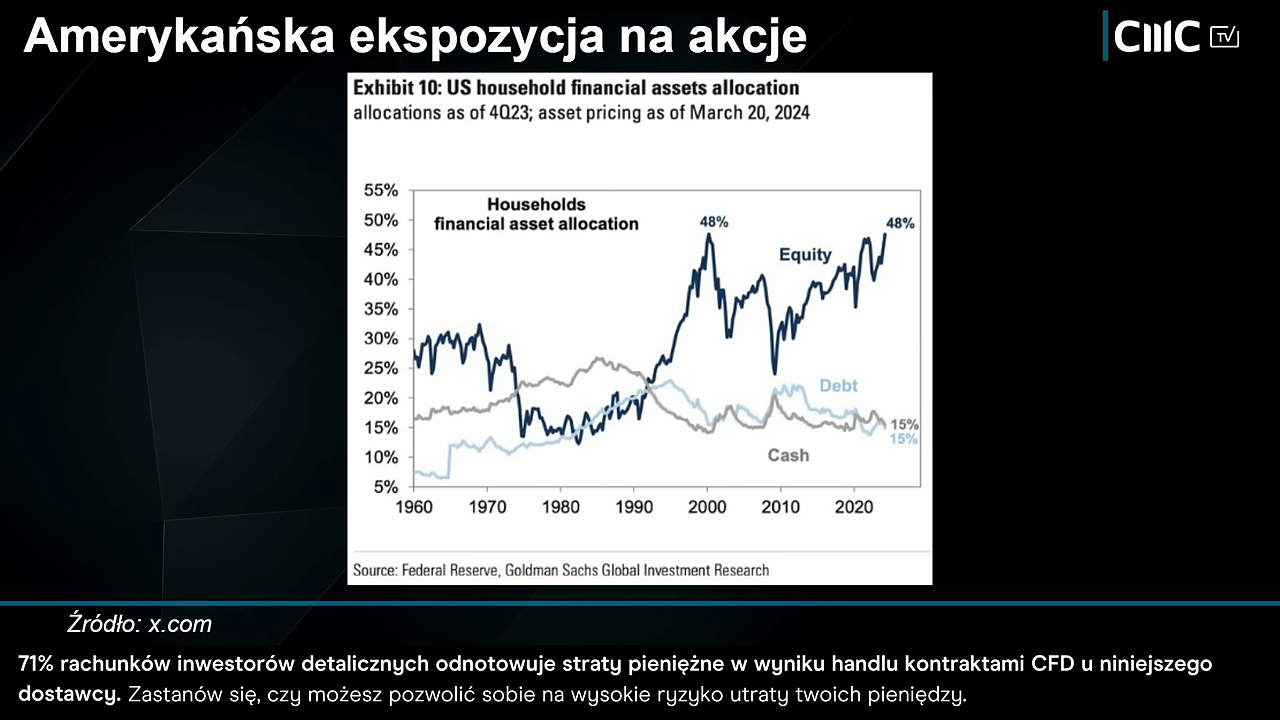 Amerykańska ekspozycja na akcje
CMC TV
Exhibit 10: US household financial assets allocation
allocations as of 4Q23; asset pricing as of March 20, 2024
55%
50%
45%
40%
35%
30%
25%
20%
15%
10%
5%
Households
financial asset allocation
48%
48%
Equity
Debt
15%
15%
Cash
1960 1970 1980 1990 2000 2010 2020
Source: Federal Reserve, Goldman Sachs Global Investment Research
Źródło: x.com
71% rachunków inwestorów detalicznych odnotowuje straty pieniężne w wyniku handlu kontraktami CFD u niniejszego
dostawcy. Zastanów się, czy możesz pozwolić sobie na wysokie ryzyko utraty twoich pieniędzy.